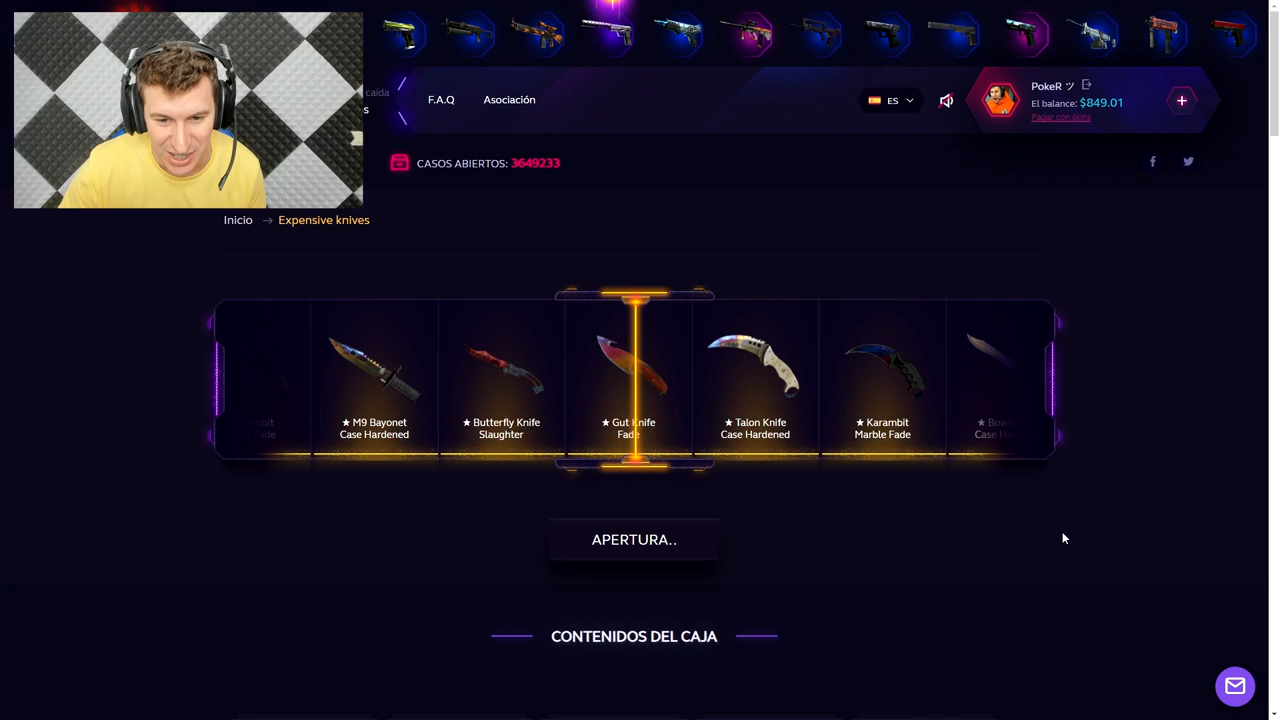 caída
s
F.A.Q
Asociación
ES
PokeR ツ
El balance: $849.01
Pagar con skins
CASOS ABIERTOS: 3649233
Inicio → Expensive knives
★ M9 Bayonet
Case Hardened
★ Butterfly Knife
Slaughter
★ Gut Knife
Fade
★ Talon Knife
Case Hardened
★ Karambit
Marble Fade
APERTURA..
CONTENIDOS DEL CAJA